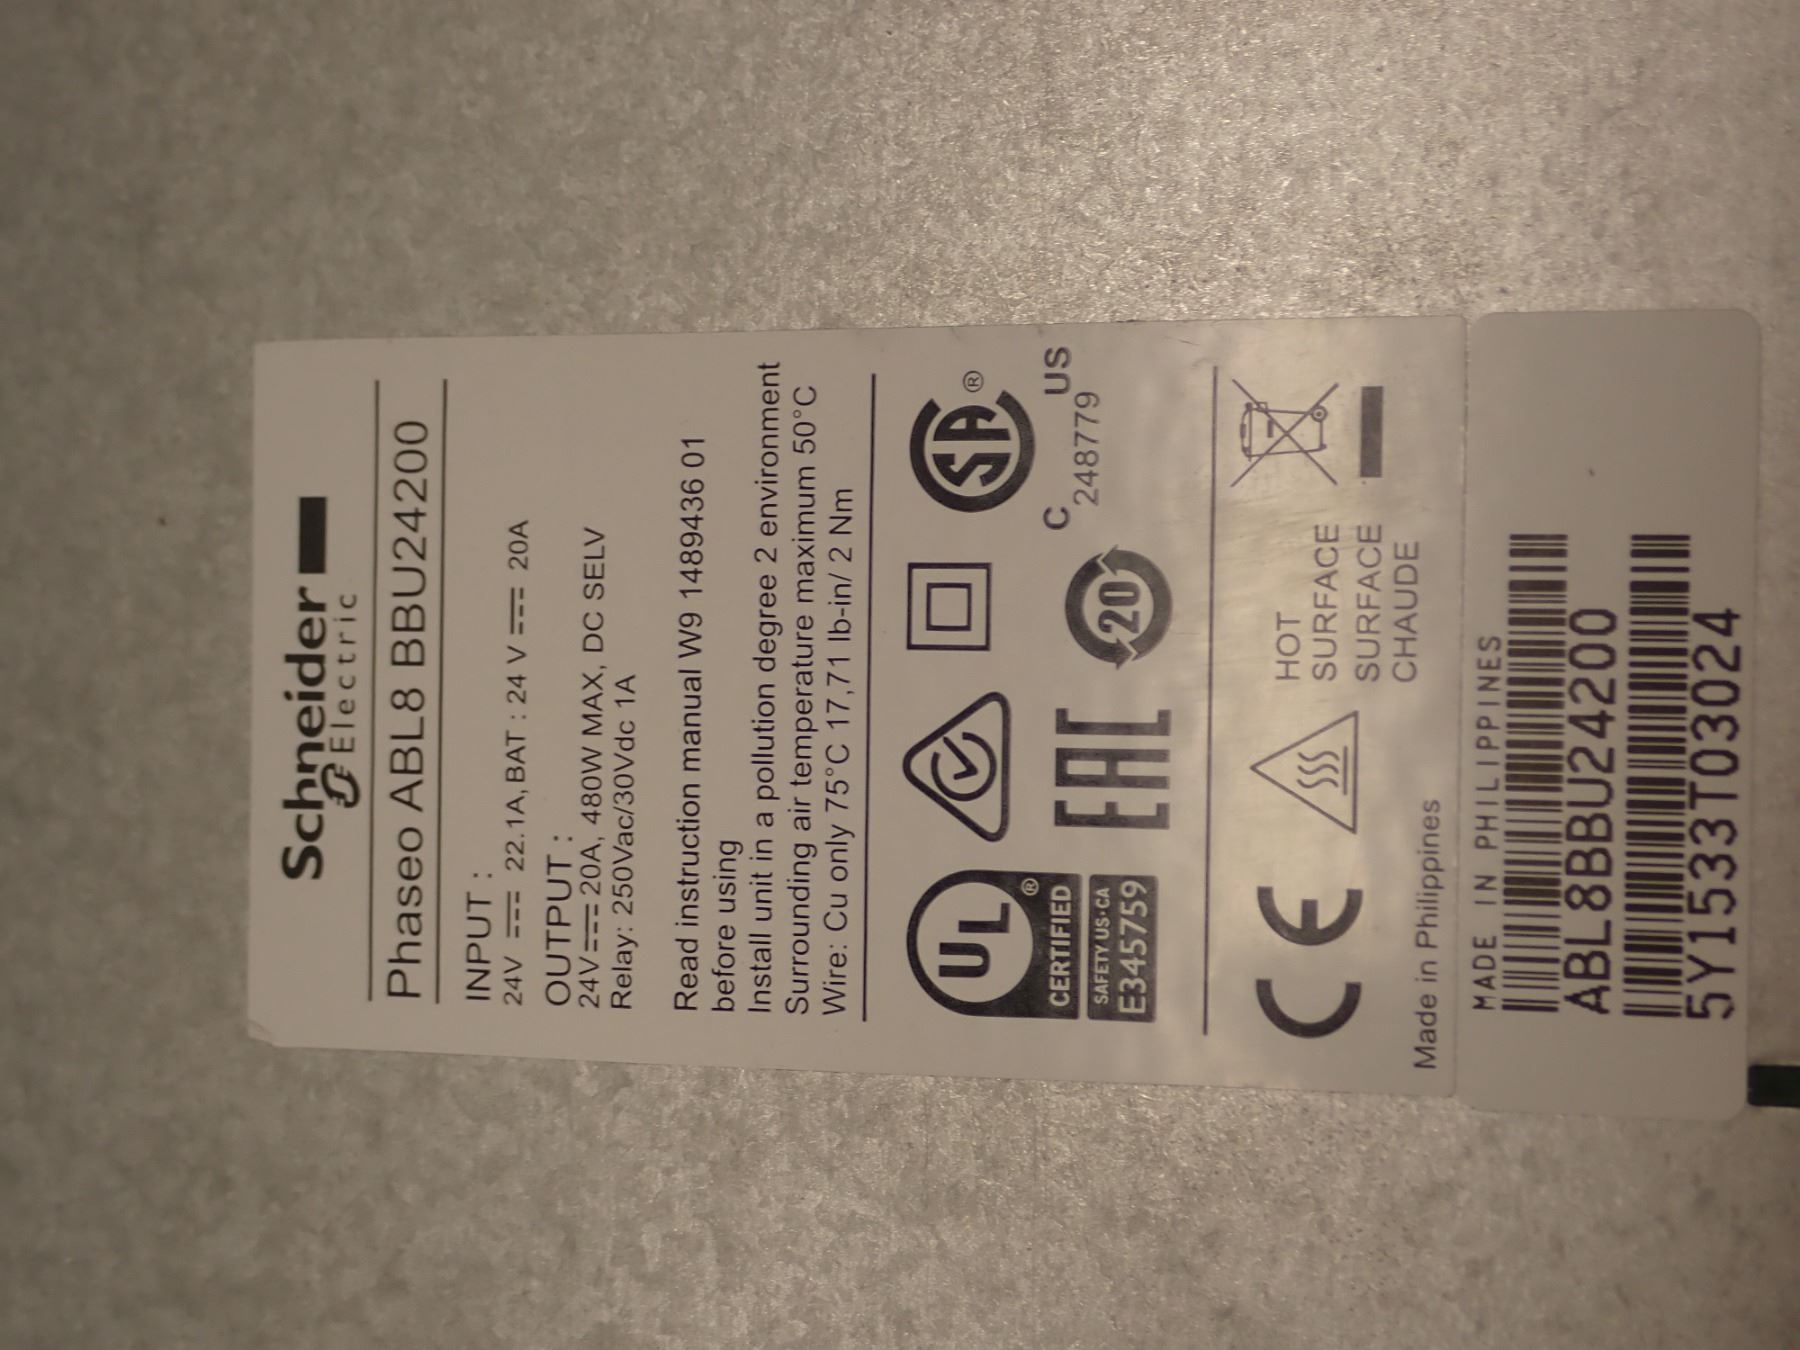 Schneider
Electric
Phaseo ABL8 BBU24200
INPUT :
24V ⎓ 22.1A, BAT : 24 V ⎓ 20A
OUTPUT :
24V⎓20A, 480W MAX, DC SELV
Relay: 250Vac/30Vdc 1A
Read instruction manual W9 1489436 01
before using
Install unit in a pollution degree 2 environment
Surrounding air temperature maximum 50°C
Wire: Cu only 75°C 17,71 lb-in/ 2 Nm
UL ®
CERTIFIED
SAFETY US·CA
E345759
EAC
20
SA ®
C US
2248779
CE
HOT
SURFACE
SURFACE
CHAUDE
Made in Philippines
MADE IN PHILIPPINES
ABL8BBU24200
5Y1533T03024